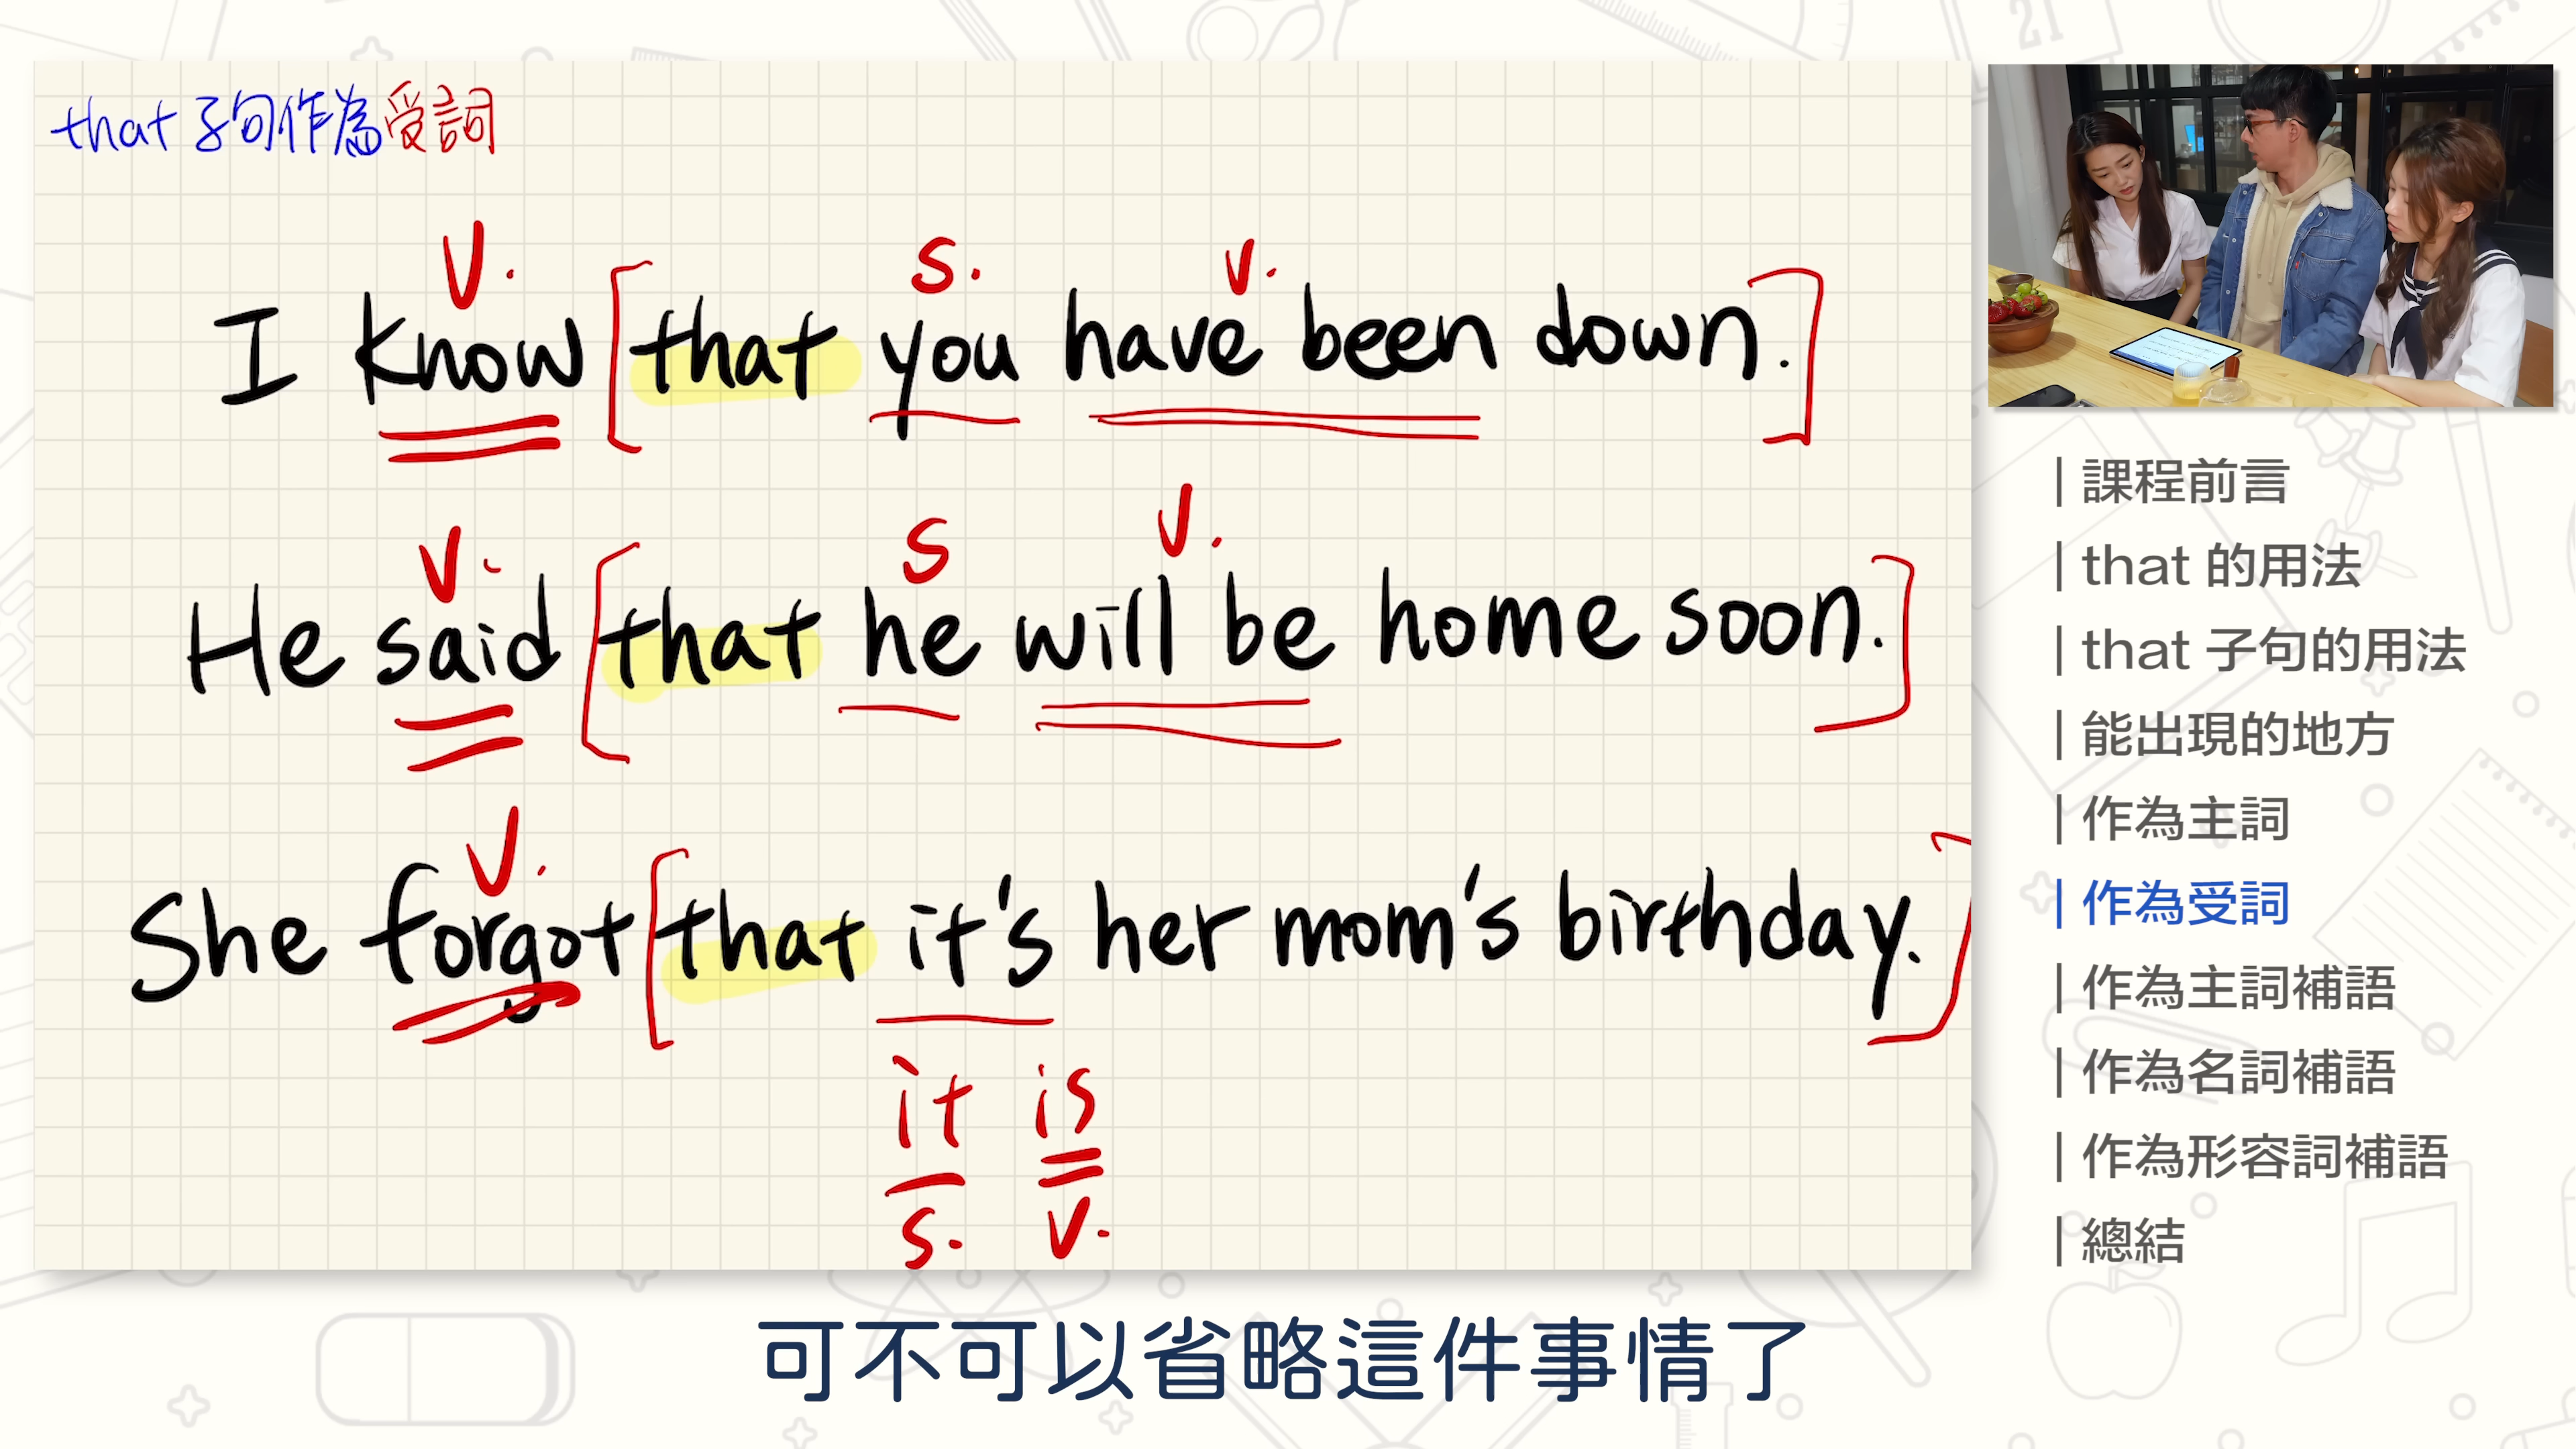 that 子句作為受詞
V. S. V.
I know [that you have been down.]
V. S V.
He said [that he will be home soon.]
V.
She forgot [that it's her mom's birthday.]
it is
S. V.
課程前言
that 的用法
that 子句的用法
能出現的地方
作為主詞
作為受詞
作為主詞補語
作為名詞補語
作為形容詞補語
總結
可不可以省略這件事情了